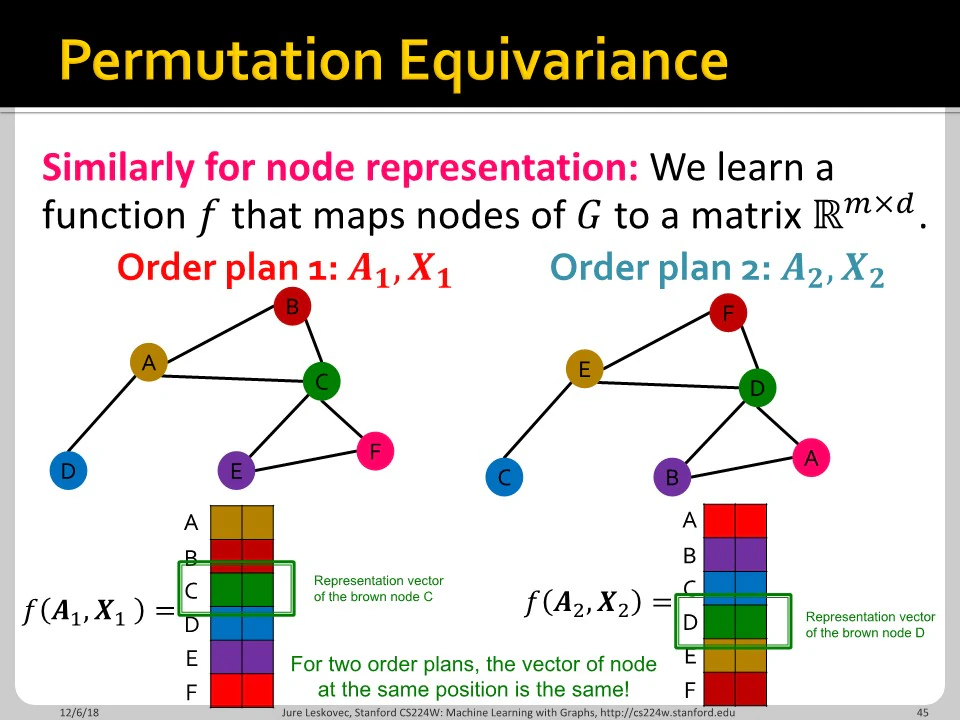 Permutation Equivariance
Similarly for node representation: We learn a
function 𝑓 that maps nodes of 𝐺 to a matrix ℝ^{𝑚×𝑑}.
Order plan 1: 𝑨₁, 𝑿₁
Order plan 2: 𝑨₂, 𝑿₂
B
A
C
D
E
F
F
E
D
C
B
A
A
B
C
D
E
F
𝑓(𝑨₁, 𝑿₁ ) =
Representation vector
of the brown node C
A
B
C
D
E
F
𝑓(𝑨₂, 𝑿₂) =
Representation vector
of the brown node D
For two order plans, the vector of node
at the same position is the same!
12/6/18
Jure Leskovec, Stanford CS224W: Machine Learning with Graphs, http://cs224w.stanford.edu
45